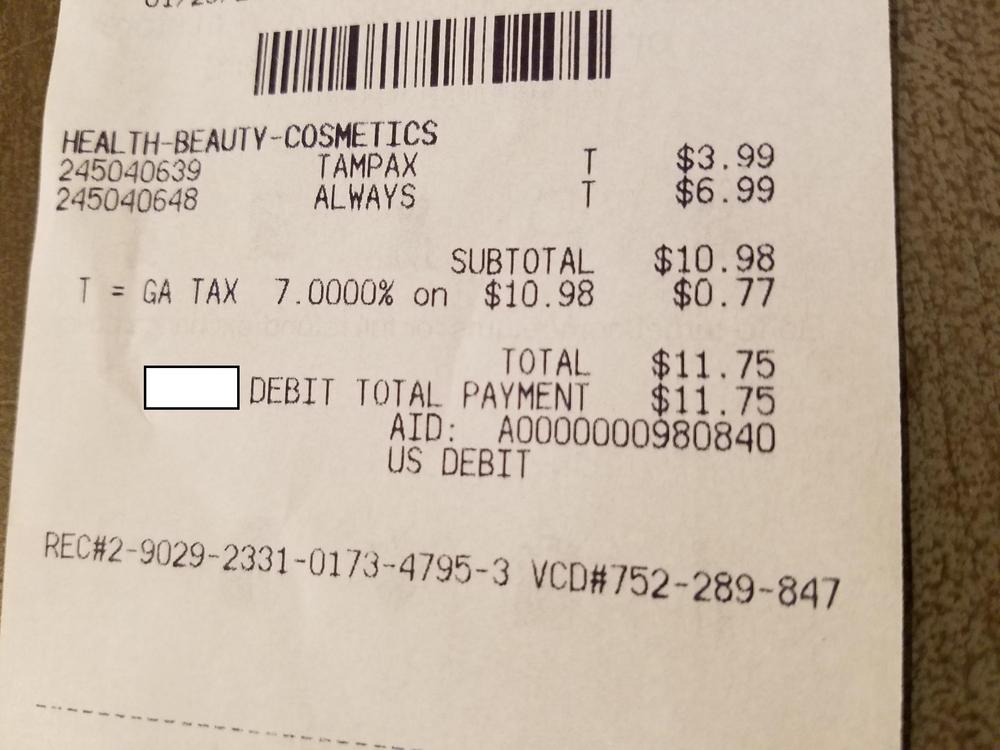 HEALTH-BEAUTY-COSMETICS
245040639 TAMPAX T $3.99
245040648 ALWAYS T $6.99
SUBTOTAL $10.98
T = GA TAX 7.0000% on $10.98 $0.77
TOTAL $11.75
DEBIT TOTAL PAYMENT $11.75
AID: A0000000980840
US DEBIT
REC#2-9029-2331-0173-4795-3 VCD#752-289-847